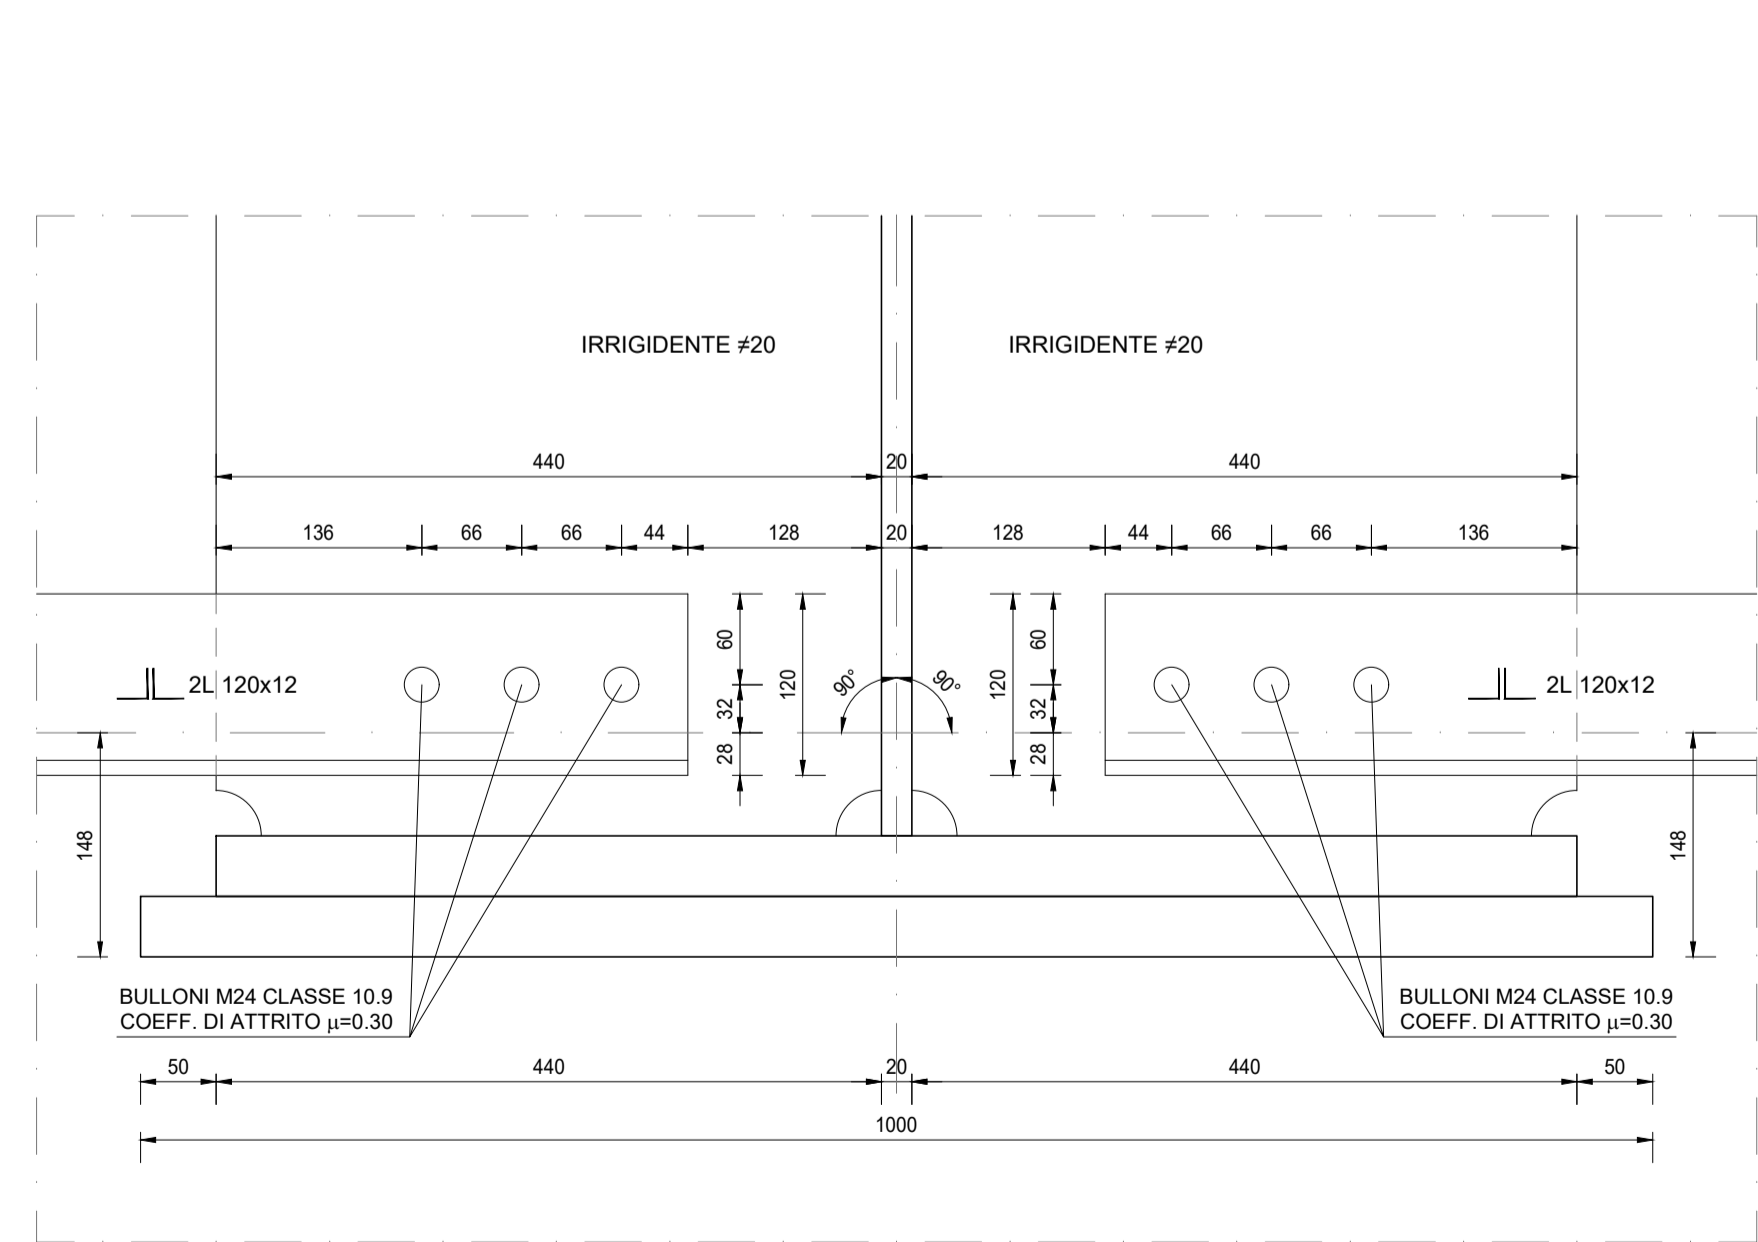 IRRIGIDENTE ≠20 IRRIGIDENTE ≠20
440 20 440
136 66 66 44 128 20 128 44 66 66 136
60 60
120 90° 90° 120
2L 120x12 2L 120x12
32 32
28 28
148 148
BULLONI M24 CLASSE 10.9 BULLONI M24 CLASSE 10.9
COEFF. DI ATTRITO μ=0.30 COEFF. DI ATTRITO μ=0.30
50 440 20 440 50
1000